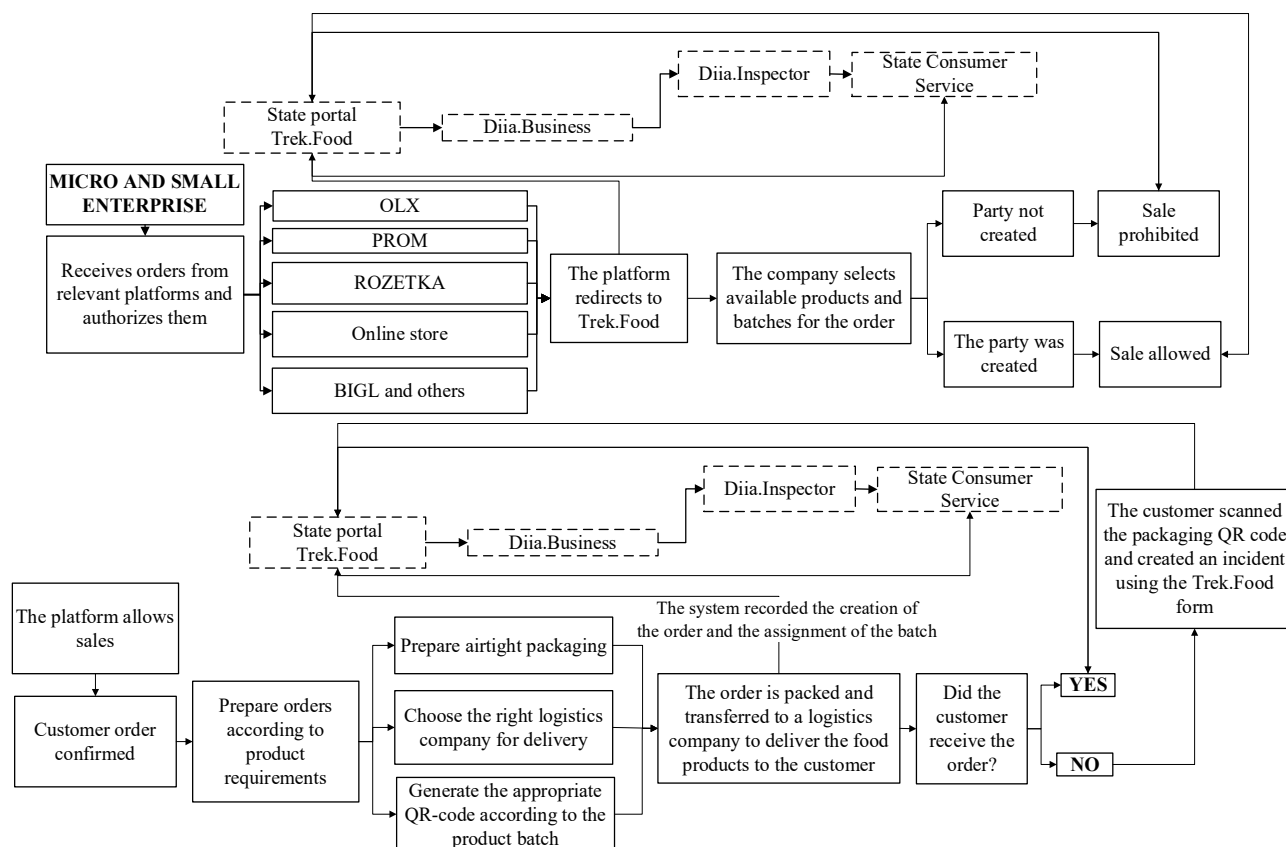 Diia.Inspector
State Consumer
Service
State portal
Trek.Food
Diia.Business
MICRO AND SMALL
ENTERPRISE
Receives orders from
relevant platforms and
authorizes them
OLX
PROM
ROZETKA
Online store
BIGL and others
The platform
redirects to
Trek.Food
The company selects
available products and
batches for the order
Party not
created
Sale
prohibited
The party was
created
Sale allowed
Diia.Inspector
State Consumer
Service
State portal
Trek.Food
Diia.Business
The customer scanned
the packaging QR code
and created an incident
using the Trek.Food
form
The platform allows
sales
Customer order
confirmed
Prepare orders
according to
product
requirements
Prepare airtight packaging
Choose the right logistics
company for delivery
Generate the appropriate
QR-code according to the
product batch
The system recorded the creation of
the order and the assignment of the batch
The order is packed and
transferred to a logistics
company to deliver the food
products to the customer
Did the
customer
receive the
order?
YES
NO